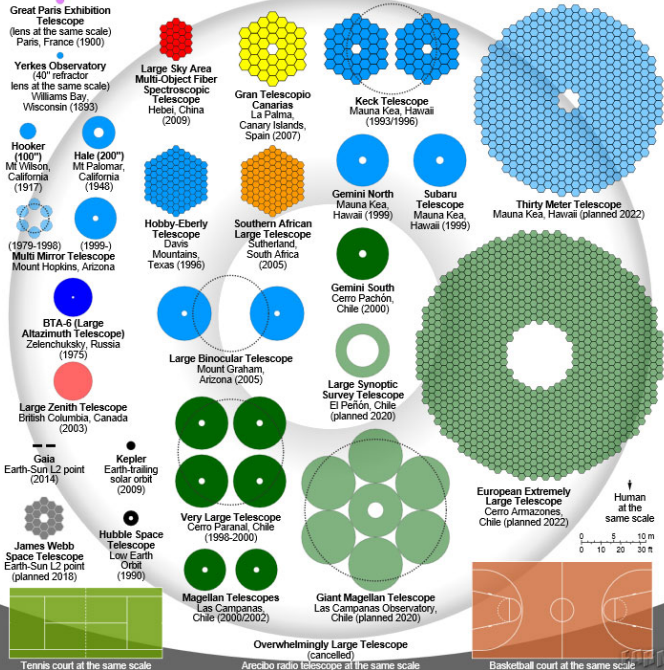 Great Paris Exhibition
Telescope
(lens at the same scale)
Paris, France (1900)
Yerkes Observatory
(40" refractor
lens at the same scale)
Williams Bay,
Wisconsin (1893)
Hooker
(100")
Mt Wilson,
California
(1917)
Hale (200")
Mt Palomar,
California
(1948)
(1979-1998) (1999-)
Multi Mirror Telescope
Mount Hopkins, Arizona
BTA-6 (Large
Altazimuth Telescope)
Zelenchuksky, Russia
(1975)
Large Zenith Telescope
British Columbia, Canada
(2003)
Gaia
Earth-Sun L2 point
(2014)
Kepler
Earth-trailing
solar orbit
(2009)
James Webb
Space Telescope
Earth-Sun L2 point
(planned 2018)
Hubble Space
Telescope
Low Earth
Orbit
(1990)
Large Sky Area
Multi-Object Fiber
Spectroscopic
Telescope
Hebei, China
(2009)
Gran Telescopio
Canarias
La Palma,
Canary Islands,
Spain (2007)
Keck Telescope
Mauna Kea, Hawaii
(1993/1996)
Thirty Meter Telescope
Mauna Kea, Hawaii (planned 2022)
Hobby-Eberly
Telescope
Davis
Mountains,
Texas (1996)
Southern African
Large Telescope
Sutherland,
South Africa
(2005)
Gemini North
Mauna Kea,
Hawaii (1999)
Subaru
Telescope
Mauna Kea,
Hawaii (1999)
Gemini South
Cerro Pachón,
Chile (2000)
Large Binocular Telescope
Mount Graham,
Arizona (2005)
Large Synoptic
Survey Telescope
El Peñón, Chile
(planned 2020)
Very Large Telescope
Cerro Paranal, Chile
(1998-2000)
Magellan Telescopes
Las Campanas,
Chile (2000/2002)
Giant Magellan Telescope
Las Campanas Observatory,
Chile (planned 2020)
European Extremely
Large Telescope
Cerro Armazones,
Chile (planned 2022)
Human
at the
same scale
0 5 10 m
0 10 20 30 ft
Overwhelmingly Large Telescope
(cancelled)
Tennis court at the same scale
Arecibo radio telescope at the same scale
Basketball court at the same scale